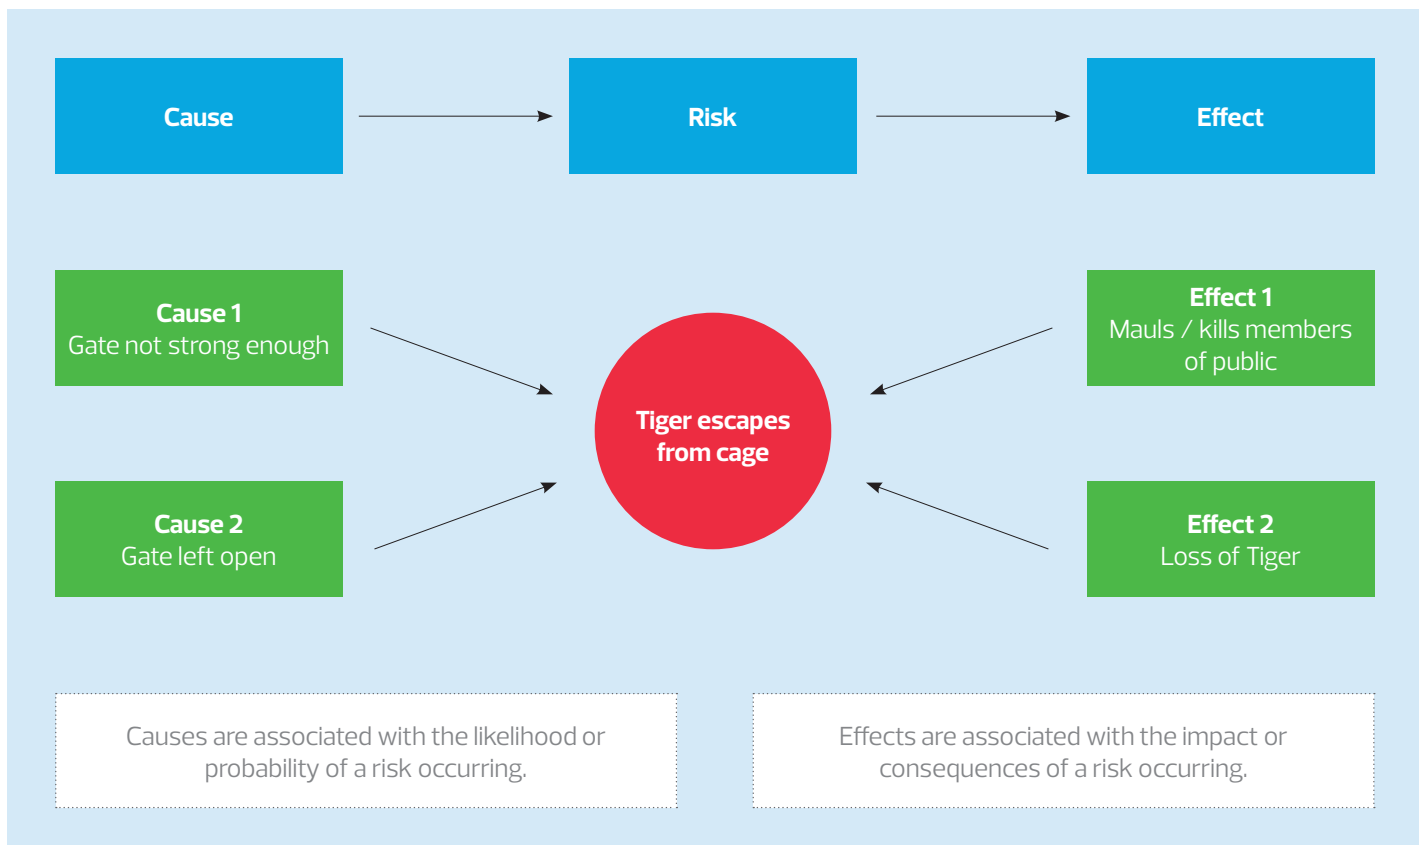 Cause
Risk
Effect
Cause 1
Gate not strong enough
Effect 1
Mauls / kills members
of public
Tiger escapes
from cage
Cause 2
Gate left open
Effect 2
Loss of Tiger
Causes are associated with the likelihood or
probability of a risk occurring.
Effects are associated with the impact or
consequences of a risk occurring.